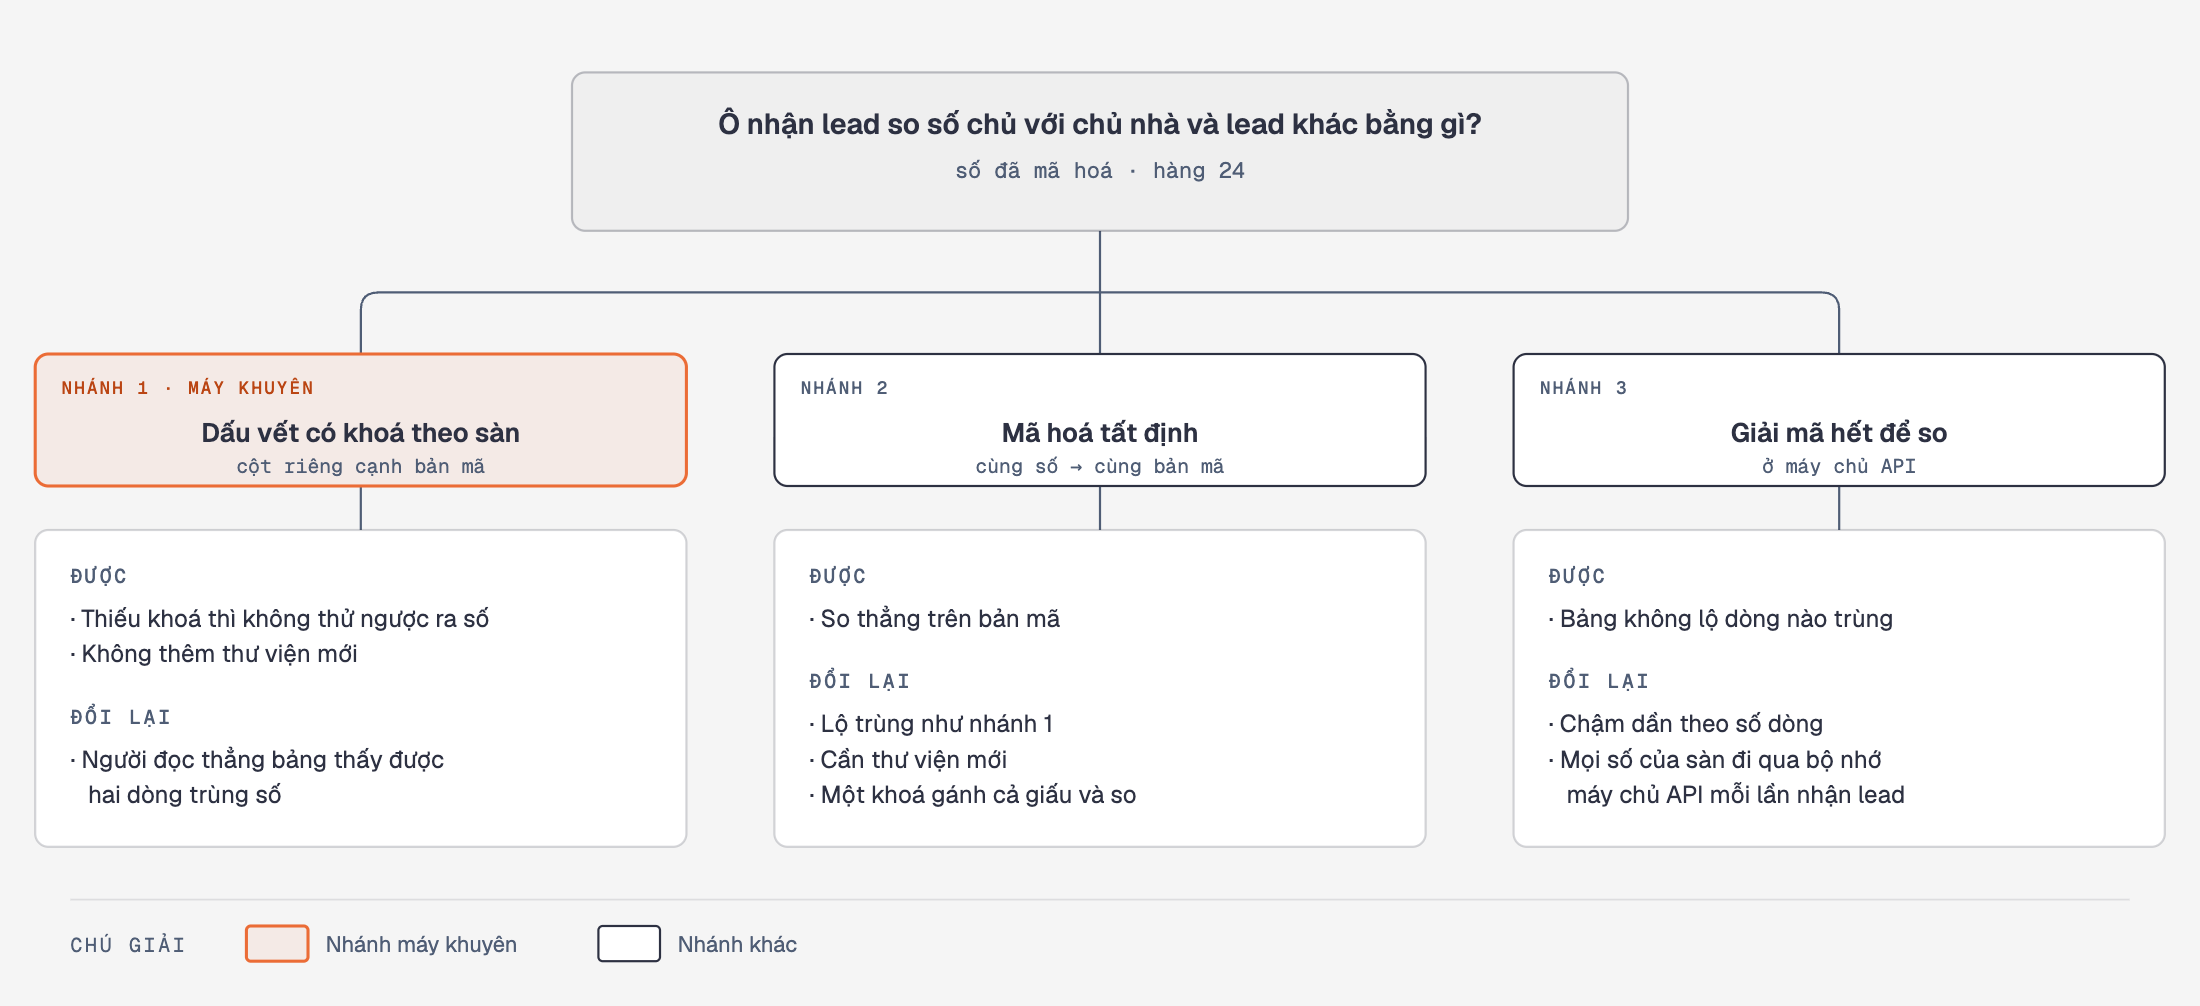 Ô nhận lead so số chủ với chủ nhà và lead khác bằng gì?
số đã mã hoá · hàng 24
NHÁNH 1 · MÁY KHUYÊN
Dấu vết có khoá theo sàn
cột riêng cạnh bản mã
ĐƯỢC
· Thiếu khoá thì không thử ngược ra số
· Không thêm thư viện mới
ĐỔI LẠI
· Người đọc thẳng bảng thấy được
hai dòng trùng số
NHÁNH 2
Mã hoá tất định
cùng số → cùng bản mã
ĐƯỢC
· So thẳng trên bản mã
ĐỔI LẠI
· Lộ trùng như nhánh 1
· Cần thư viện mới
· Một khoá gánh cả giấu và so
NHÁNH 3
Giải mã hết để so
ở máy chủ API
ĐƯỢC
· Bảng không lộ dòng nào trùng
ĐỔI LẠI
· Chậm dần theo số dòng
· Mọi số của sàn đi qua bộ nhớ
máy chủ API mỗi lần nhận lead
CHÚ GIẢI
Nhánh máy khuyên
Nhánh khác